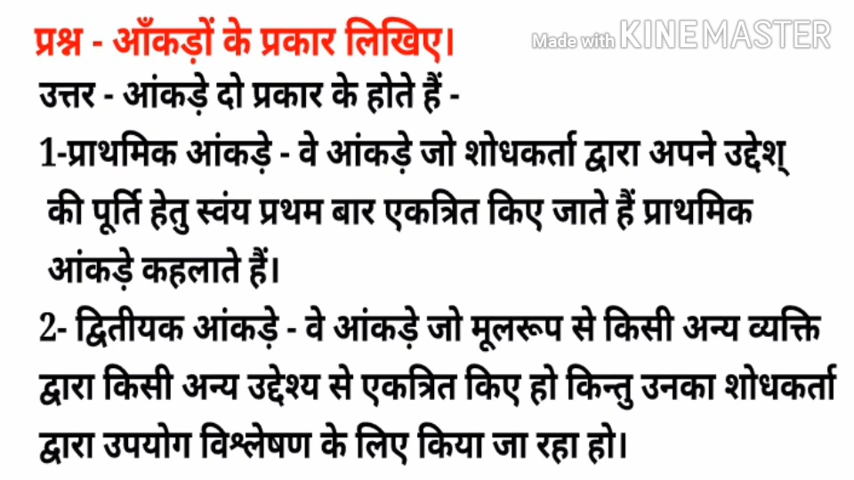 प्रश्न - आँकड़ों के प्रकार लिखिए।
Made with KINEMASTER
उत्तर - आंकड़े दो प्रकार के होते हैं -
1-प्राथमिक आंकड़े - वे आंकड़े जो शोधकर्ता द्वारा अपने उद्देश्
की पूर्ति हेतु स्वंय प्रथम बार एकत्रित किए जाते हैं प्राथमिक
आंकड़े कहलाते हैं।
2- द्वितीयक आंकड़े - वे आंकड़े जो मूलरूप से किसी अन्य व्यक्ति
द्वारा किसी अन्य उद्देश्य से एकत्रित किए हो किन्तु उनका शोधकर्ता
द्वारा उपयोग विश्लेषण के लिए किया जा रहा हो।